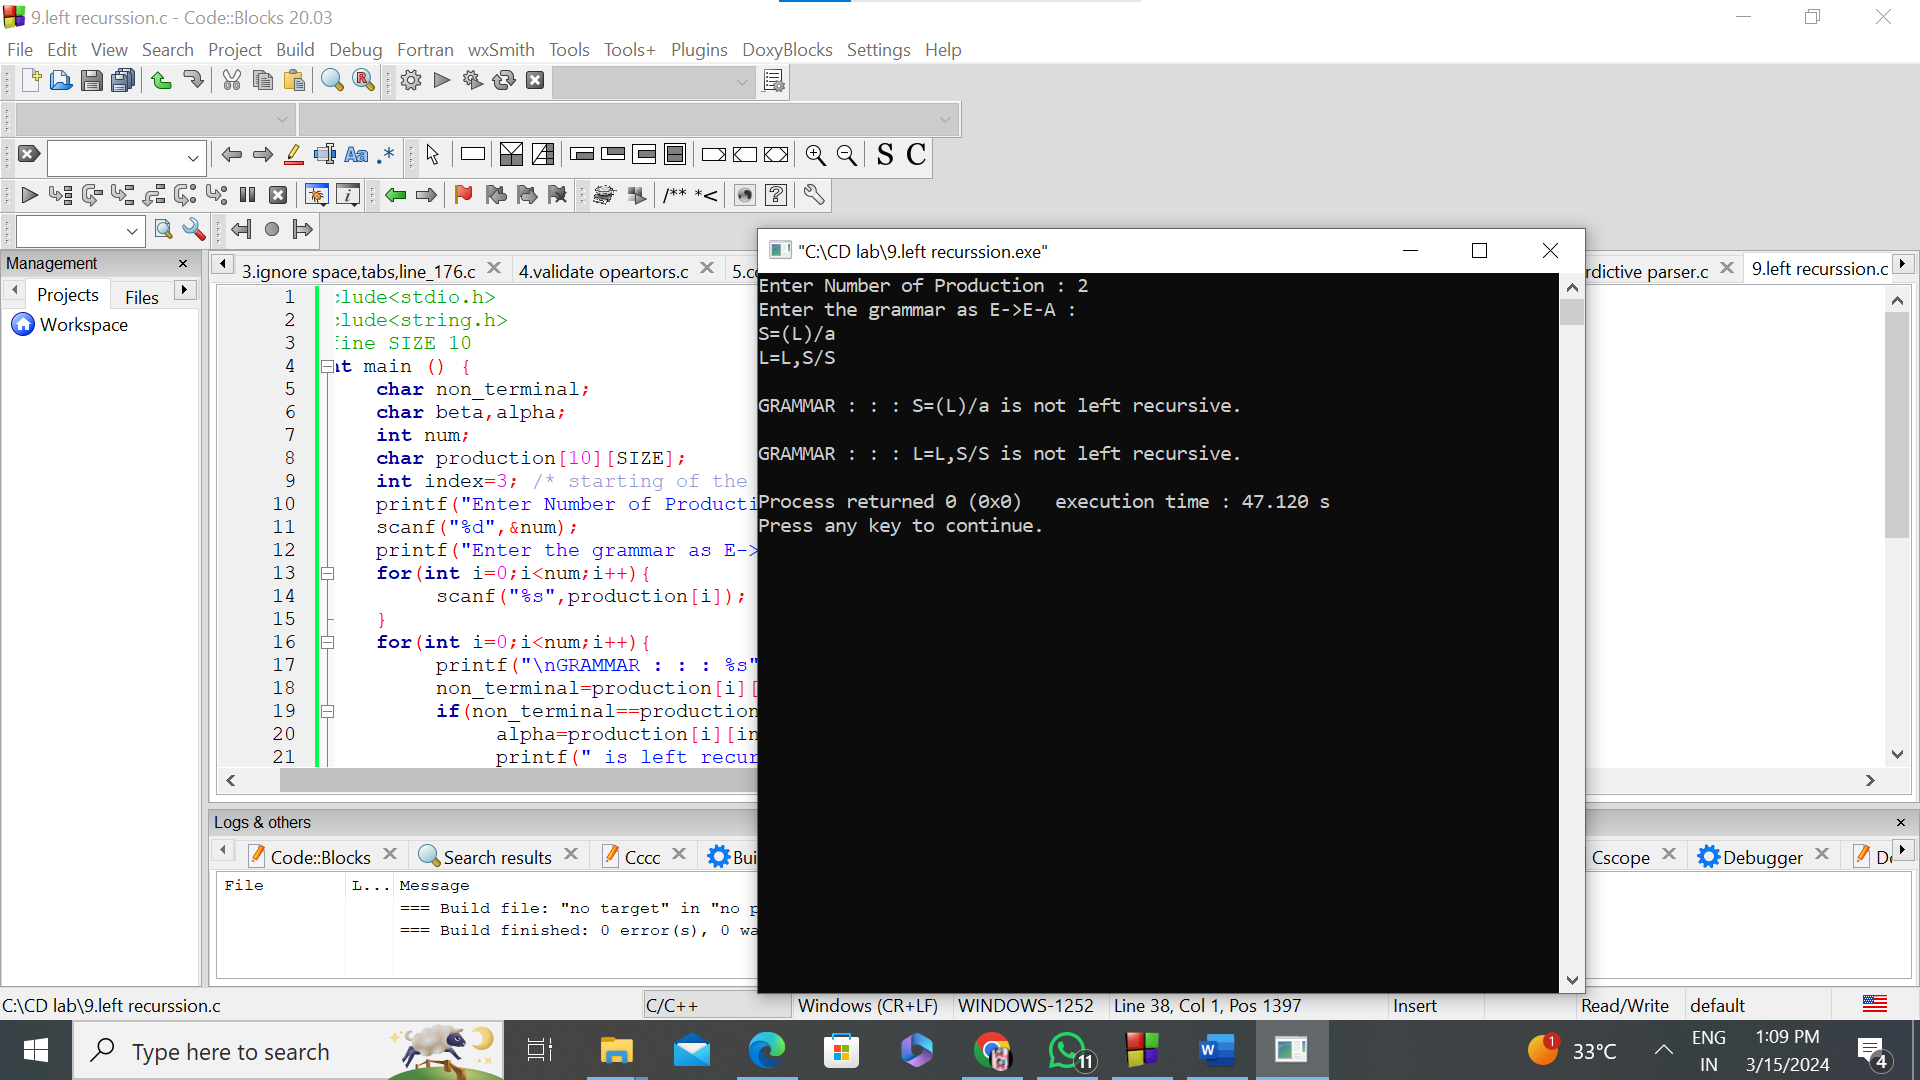 9.left recurssion.c - Code::Blocks 20.03
File Edit View Search Project Build Debug Fortran wxSmith Tools Tools+ Plugins DoxyBlocks Settings Help
Aa .* S C
/** *<
Management
Projects Files
Workspace
3.ignore space,tabs,line_176.c 4.validate opeartors.c 5.co rdictive parser.c 9.left recurssion.c
1 clude<stdio.h>
2 clude<string.h>
3 fine SIZE 10
4 nt main () {
5 char non_terminal;
6 char beta,alpha;
7 int num;
8 char production[10][SIZE];
9 int index=3; /* starting of the
10 printf("Enter Number of Producti
11 scanf("%d",&num);
12 printf("Enter the grammar as E->
13 for(int i=0;i<num;i++){
14 scanf("%s",production[i]);
15 }
16 for(int i=0;i<num;i++){
17 printf("\nGRAMMAR : : : %s"
18 non_terminal=production[i][
19 if(non_terminal==production
20 alpha=production[i][in
21 printf(" is left recur
"C:\CD lab\9.left recurssion.exe"
Enter Number of Production : 2
Enter the grammar as E->E-A :
S=(L)/a
L=L,S/S
GRAMMAR : : : S=(L)/a is not left recursive.
GRAMMAR : : : L=L,S/S is not left recursive.
Process returned 0 (0x0)   execution time : 47.120 s
Press any key to continue.
Logs & others
Code::Blocks Search results Cccc Bui Cscope Debugger Do
File L... Message
=== Build file: "no target" in "no p
=== Build finished: 0 error(s), 0 wa
C:\CD lab\9.left recurssion.c C/C++ Windows (CR+LF) WINDOWS-1252 Line 38, Col 1, Pos 1397 Insert Read/Write default
Type here to search
11
1 33°C
ENG
IN
1:09 PM
3/15/2024
4